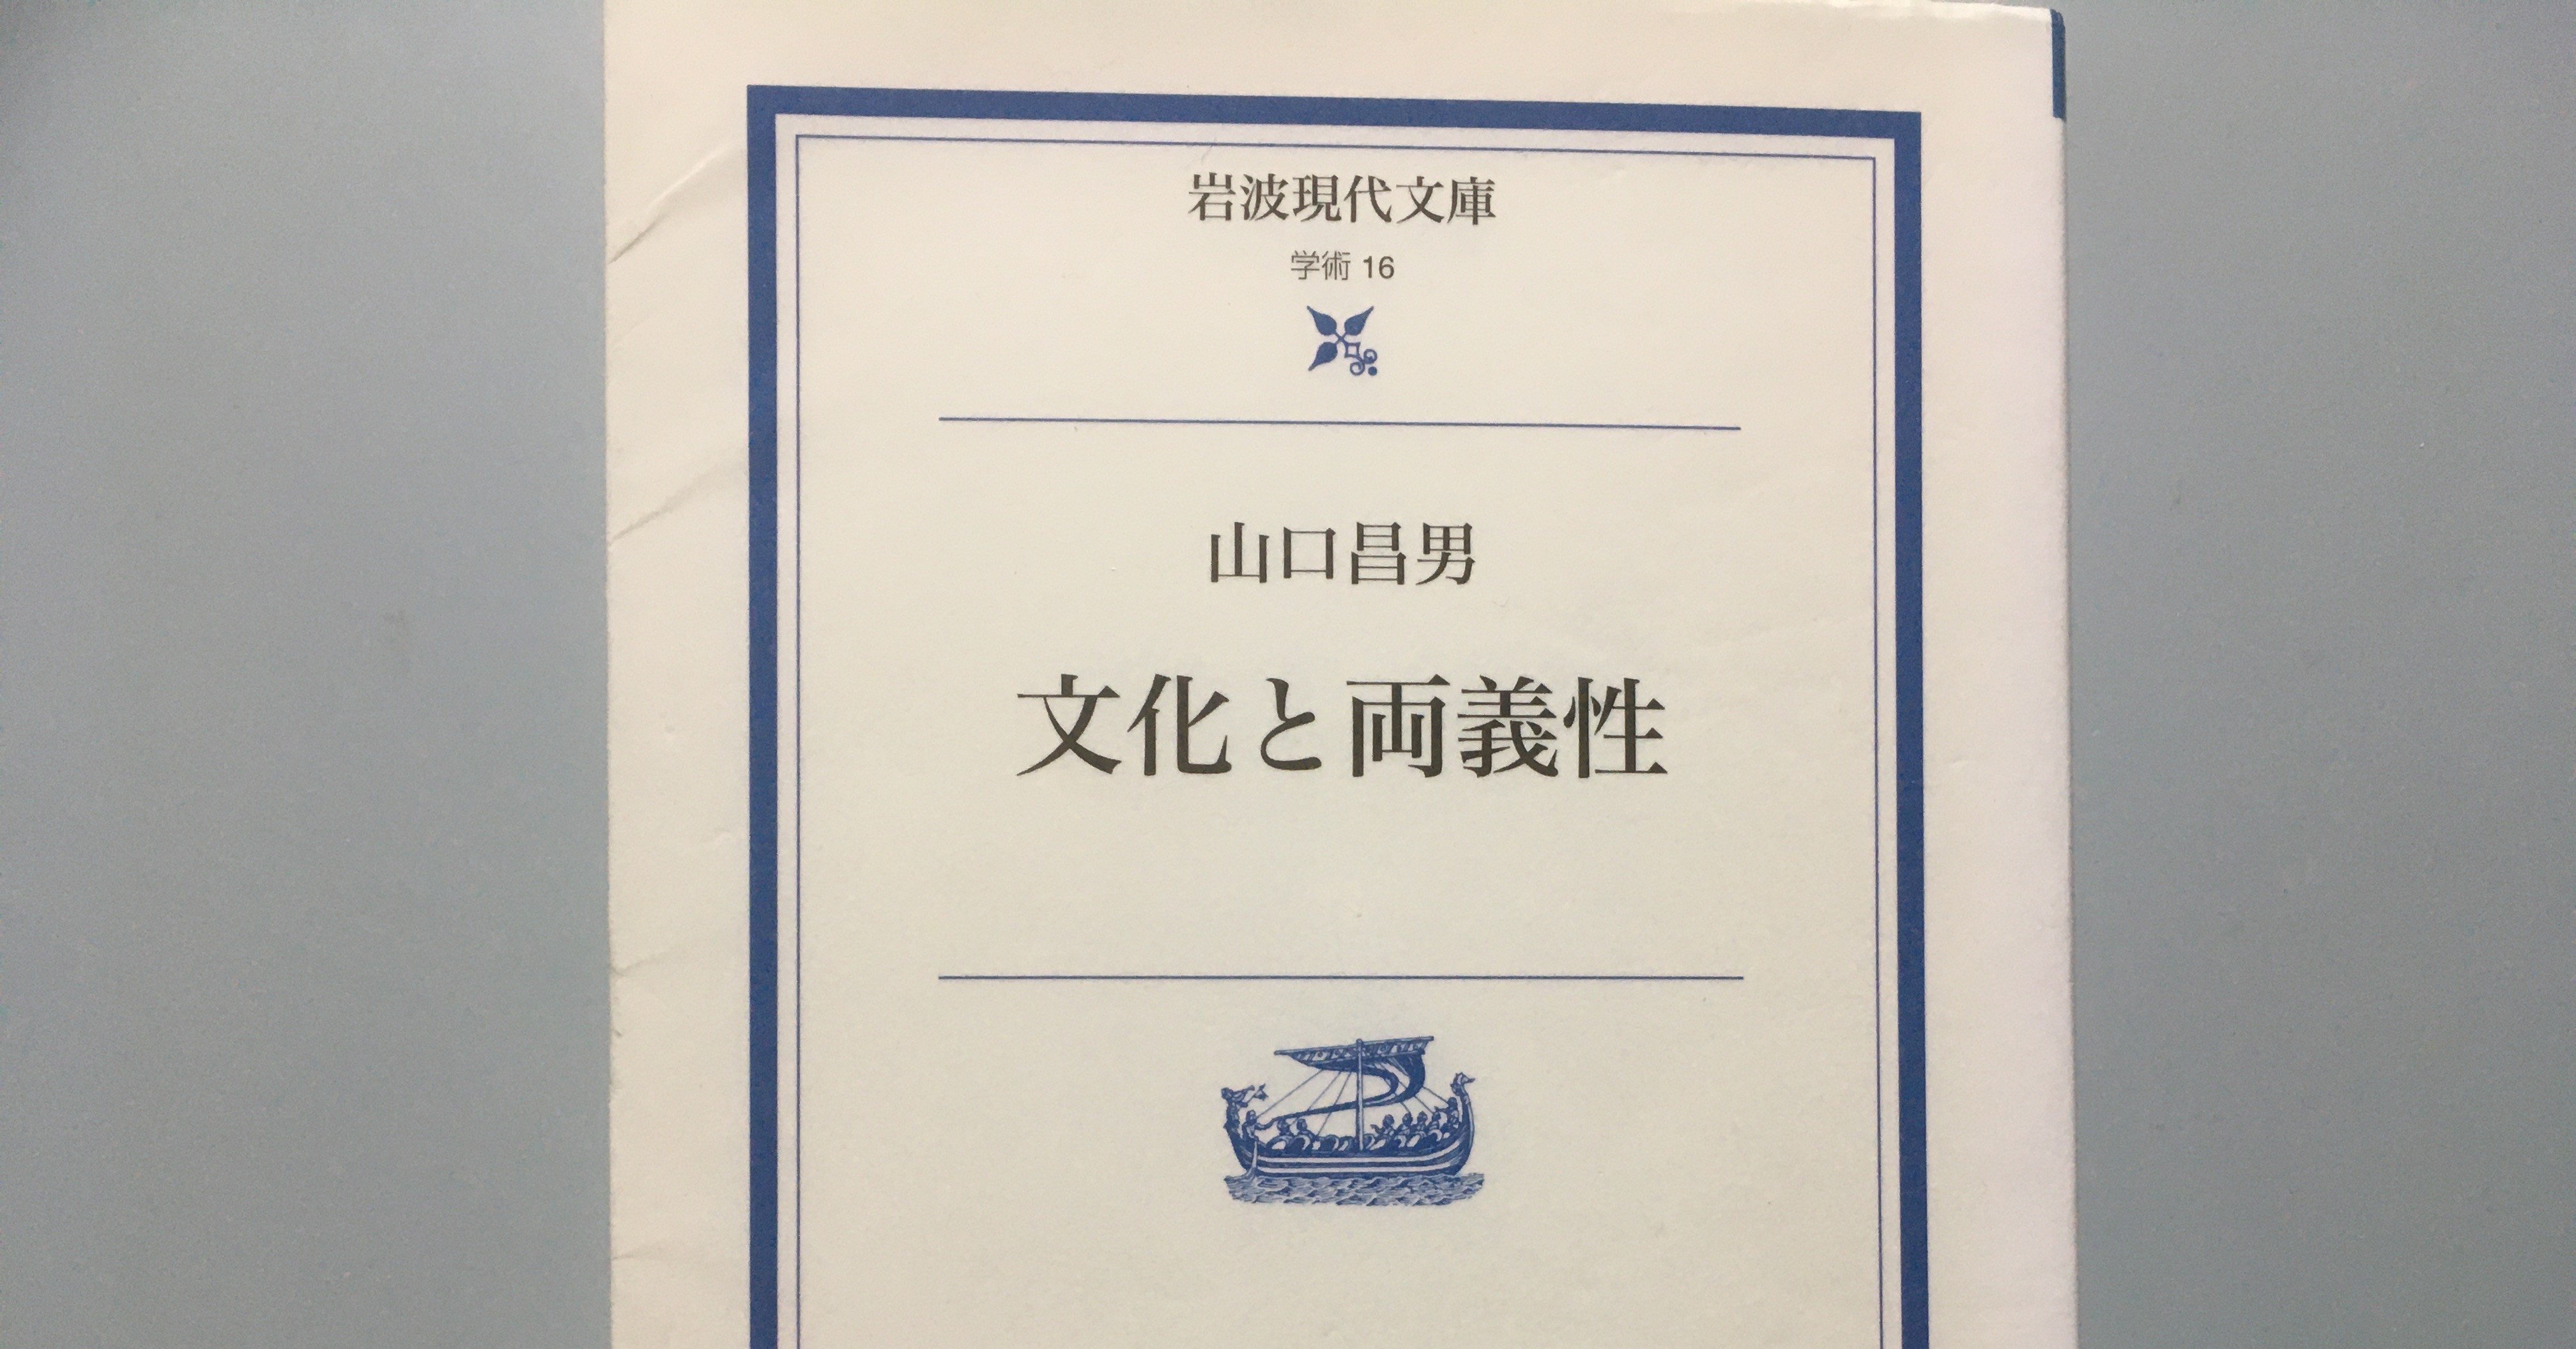 岩波現代文庫
学術 16
山口昌男
文化と両義性